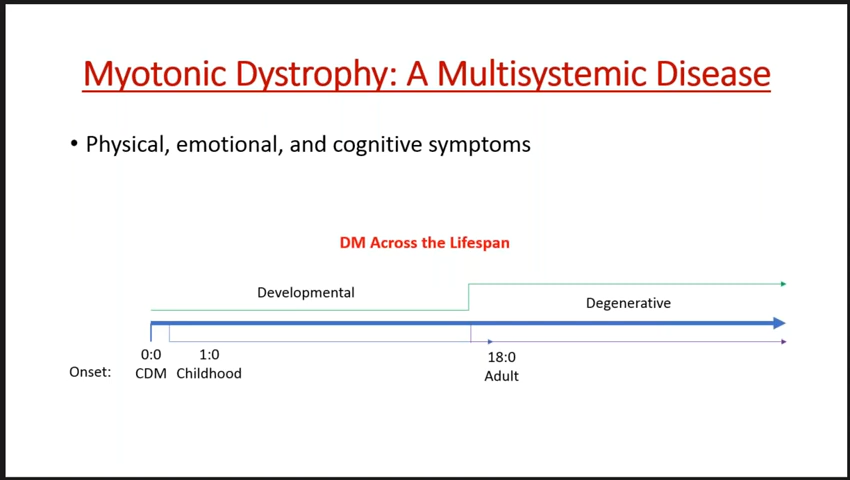 Myotonic Dystrophy: A Multisystemic Disease
• Physical, emotional, and cognitive symptoms
DM Across the Lifespan
Developmental
Degenerative
0:0 1:0 18:0
Onset: CDM Childhood Adult